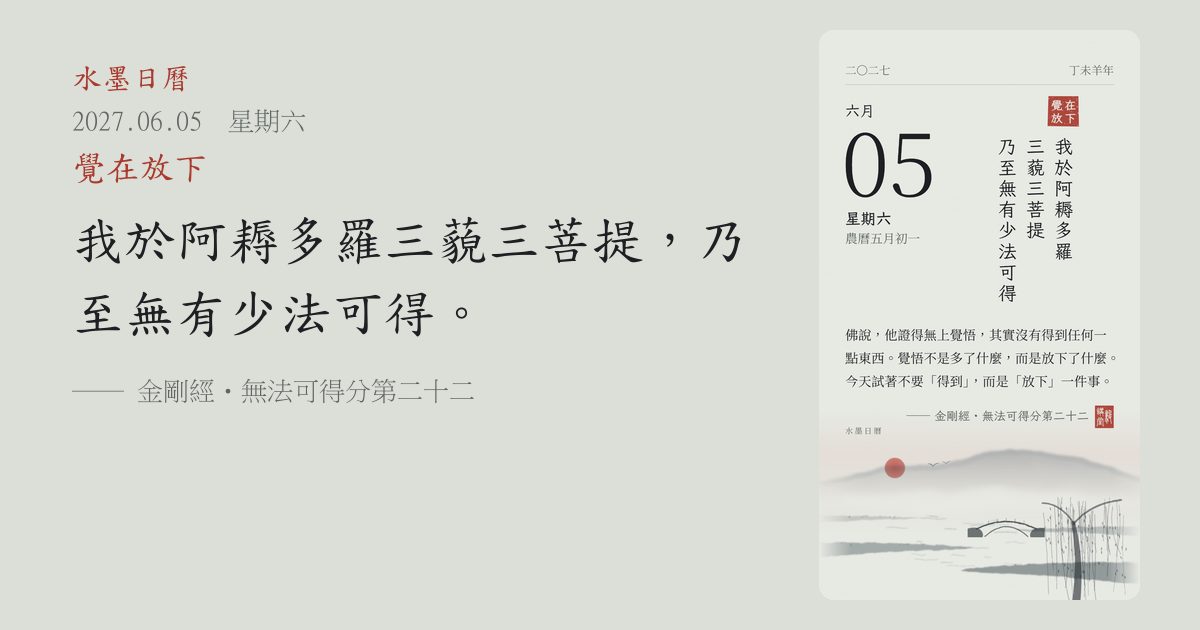 水墨日曆
2027.06.05 星期六
覺在放下
我於阿耨多羅三藐三菩提，乃
至無有少法可得。
—— 金剛經・無法可得分第二十二
二〇二七
丁未羊年
六月
05
星期六
農曆五月初一
覺在
放下
我於阿耨多羅
三藐三菩提
乃至無有少法可得
佛說，他證得無上覺悟，其實沒有得到任何一
點東西。覺悟不是多了什麼，而是放下了什麼。
今天試著不要「得到」，而是「放下」一件事。
—— 金剛經・無法可得分第二十二
水墨日曆